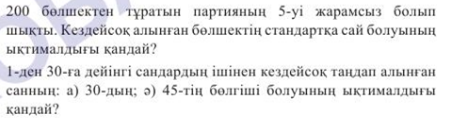 200 бөлшектен тұратын партияның 5-уі жарамсыз болып
шықты. Кездейсоқ алынған бөлшектің стандартқа сай болуының
ықтималдығы қандай?
1-ден 30-ға дейінгі сандардың ішінен кездейсоқ таңдап алынған
санның: а) 30-дың; ә) 45-тің бөлгіші болуының ықтималдығы
қандай?